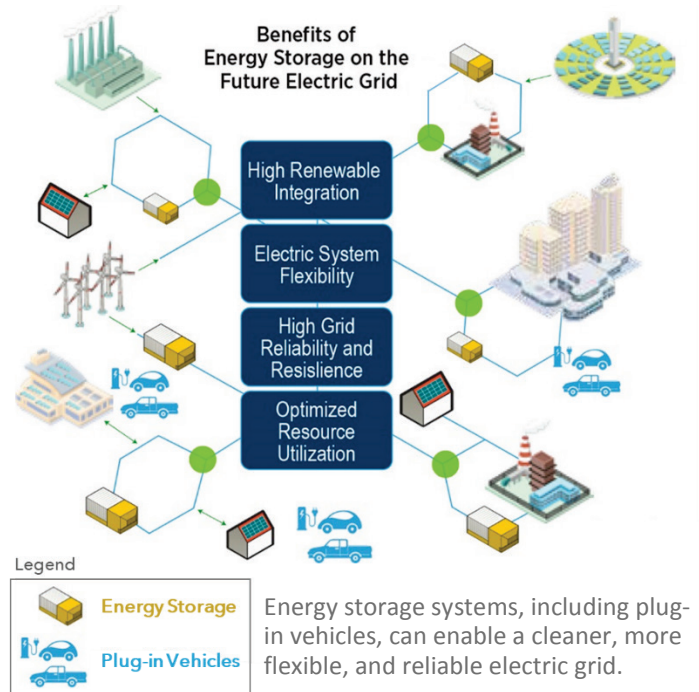 Benefits of
Energy Storage on the
Future Electric Grid
High Renewable
Integration
Electric System
Flexibility
High Grid
Reliability and
Resislience
Optimized
Resource
Utilization
Legend
Energy Storage
Plug-in Vehicles
Energy storage systems, including plug-
in vehicles, can enable a cleaner, more
flexible, and reliable electric grid.